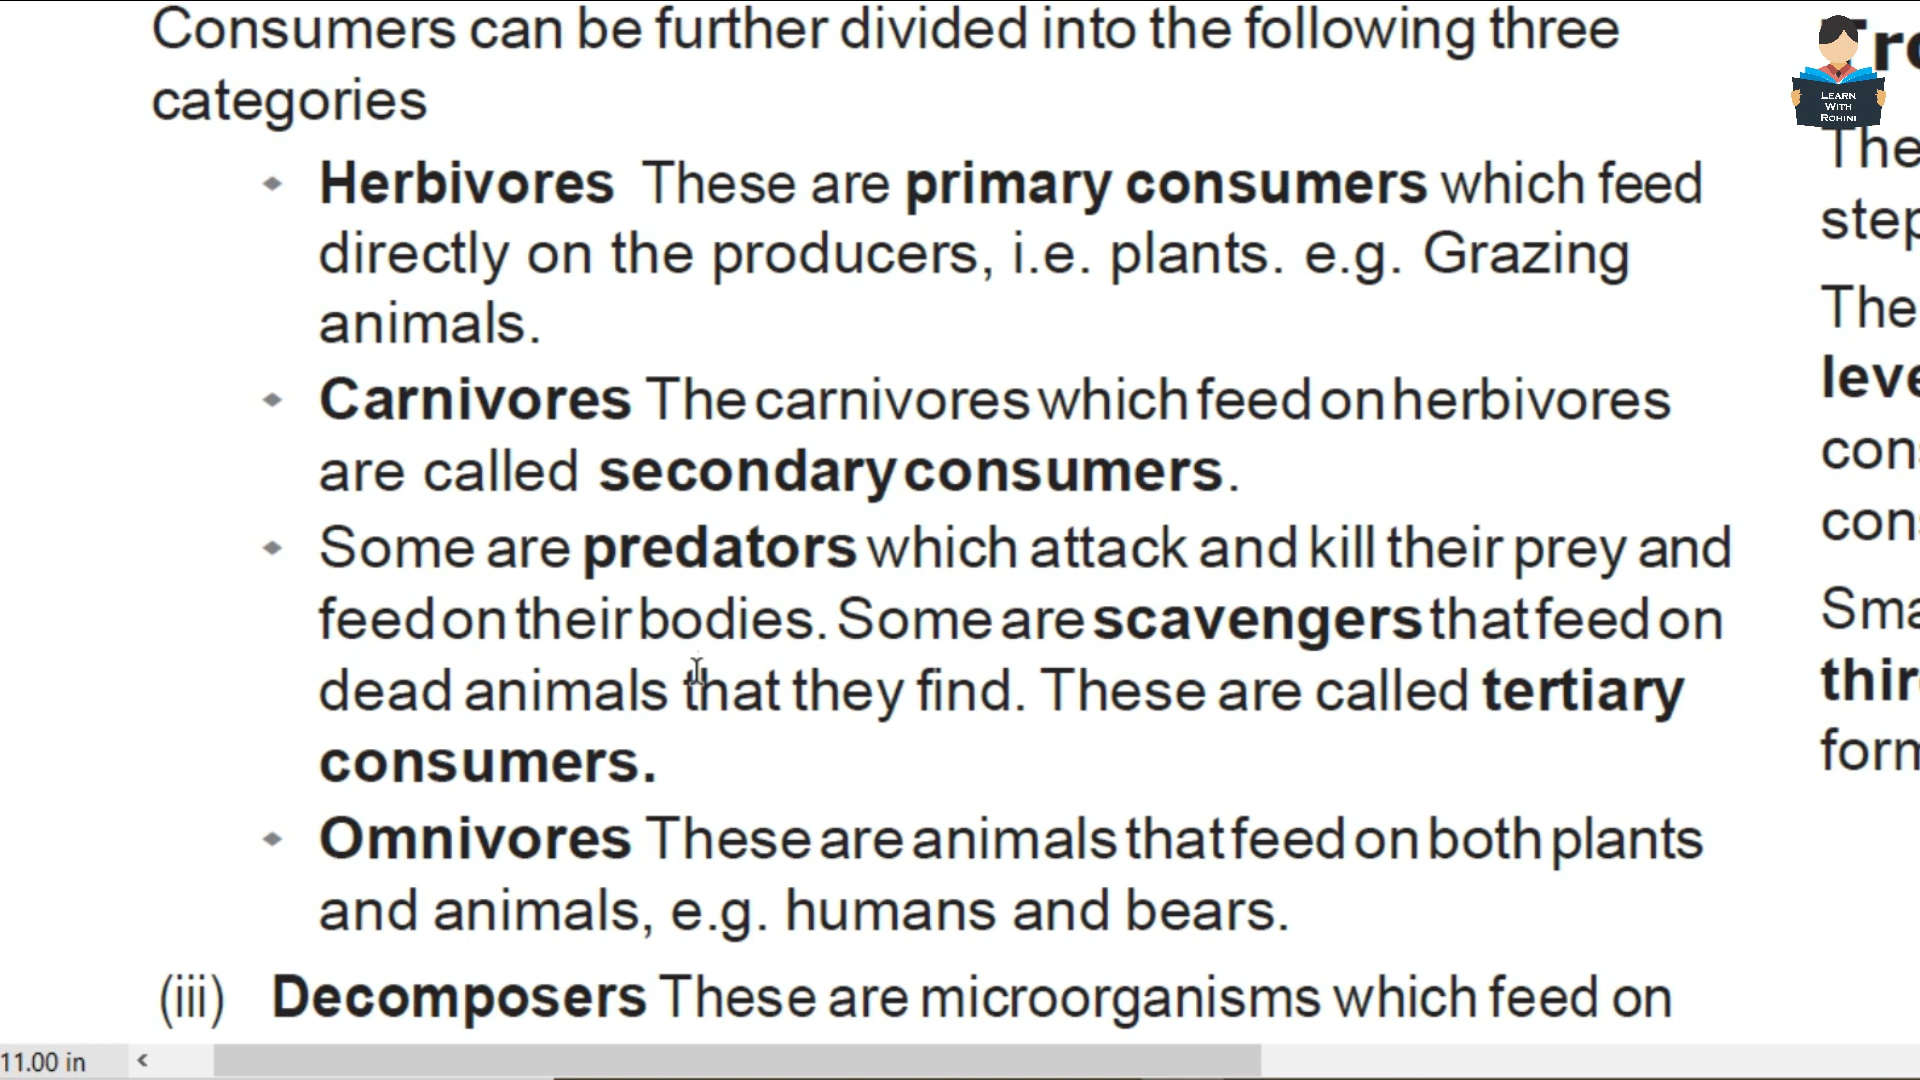 Consumers can be further divided into the following three
categories
Herbivores These are primary consumers which feed
directly on the producers, i.e. plants. e.g. Grazing
animals.
Carnivores The carnivores which feed on herbivores
are called secondary consumers.
Some are predators which attack and kill their prey and
feed on their bodies. Some are scavengers that feed on
dead animals that they find. These are called tertiary
consumers.
Omnivores These are animals that feed on both plants
and animals, e.g. humans and bears.
(iii) Decomposers These are microorganisms which feed on
LEARN
WITH
ROHINI
The
step
The
leve
cons
cons
Sma
third
form
11.00 in